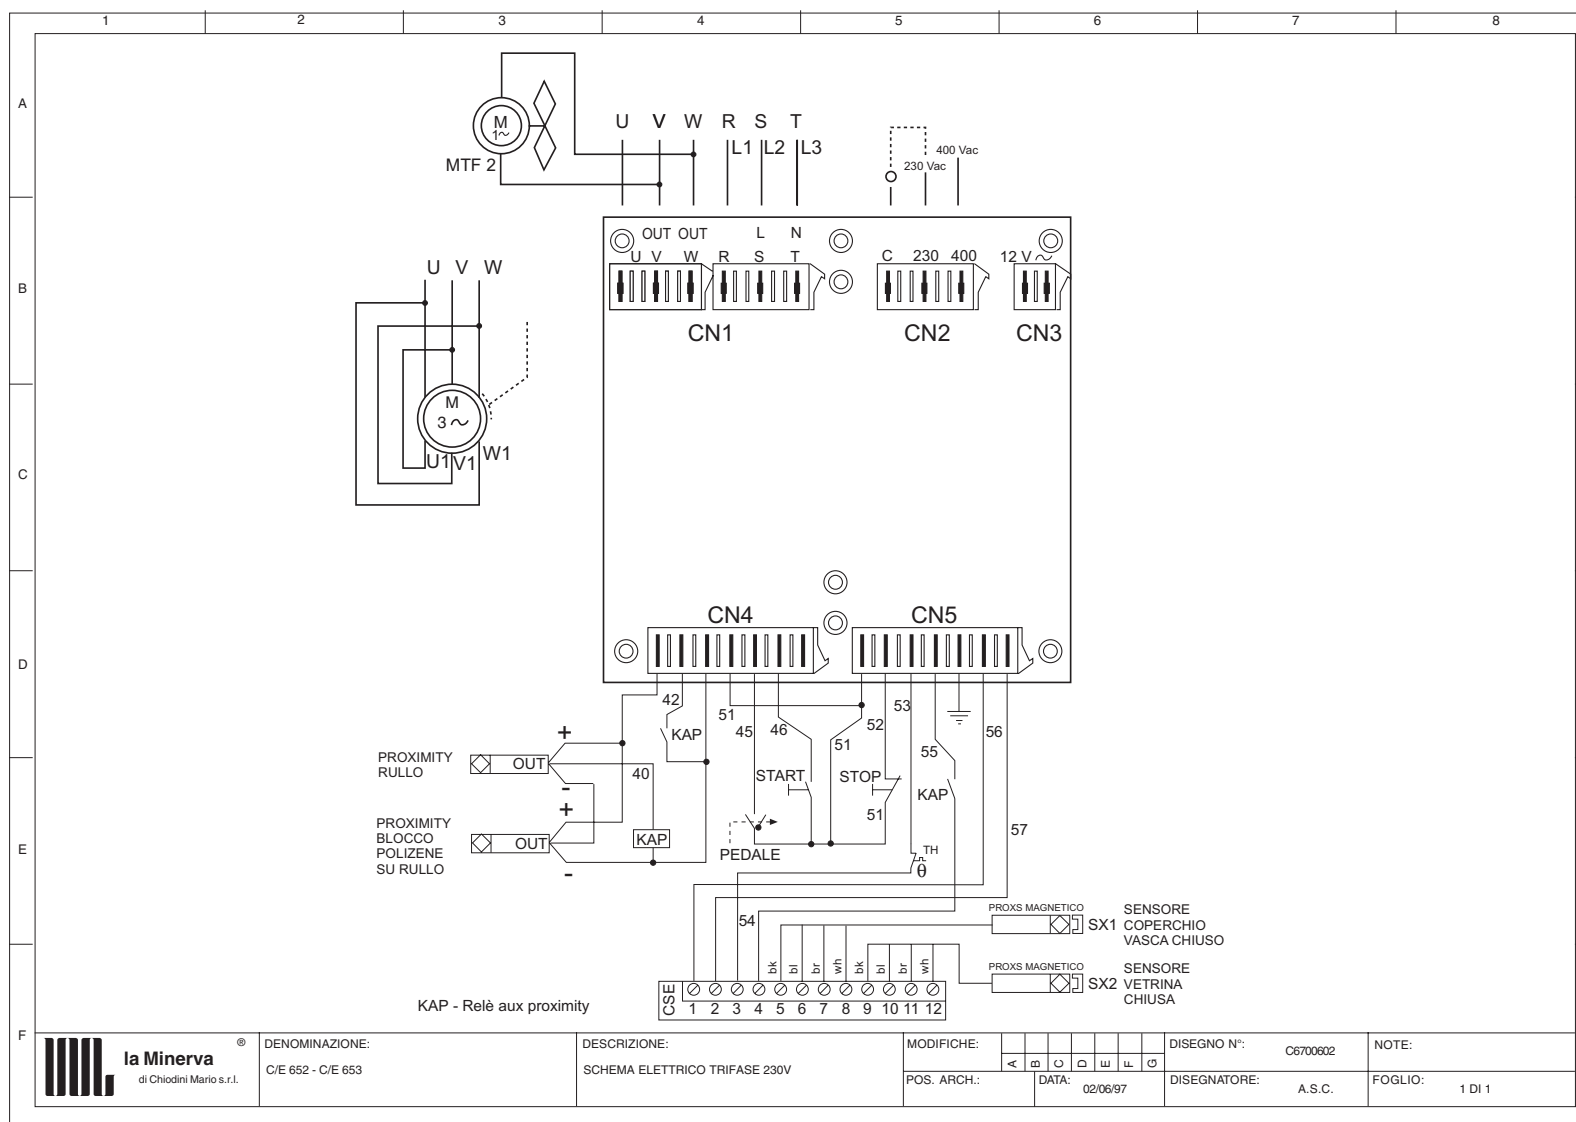 1 2 3 4 5 6 7 8
A
M
1~
MTF 2
U V W R S T
L1 L2 L3
230 Vac
400 Vac
B
OUT OUT L N
U V W R S T
C 230 400
12 V ~
CN1
CN2
CN3
U V W
C
M
3 ~
U1 V1 W1
D
CN4
CN5
42
KAP
51
45
46
51
52
53
55
56
E
PROXIMITY
RULLO
+
OUT
-
40
START
STOP
51
KAP
57
PROXIMITY
BLOCCO
POLIZENE
SU RULLO
+
OUT
-
KAP
PEDALE
TH
θ
54
PROXS MAGNETICO
SX1
SENSORE
COPERCHIO
VASCA CHIUSO
F
bk bl br wh bk bl br wh
PROXS MAGNETICO
SX2
SENSORE
VETRINA
CHIUSA
KAP - Relè aux proximity
CSE
1 2 3 4 5 6 7 8 9 10 11 12
la Minerva ®
di Chiodini Mario s.r.l.
DENOMINAZIONE:
C/E 652 - C/E 653
DESCRIZIONE:
SCHEMA ELETTRICO TRIFASE 230V
MODIFICHE:
A B C D E F G
POS. ARCH.:
DATA:
02/06/97
DISEGNO N°:
C6700602
DISEGNATORE:
A.S.C.
NOTE:
FOGLIO:
1 DI 1